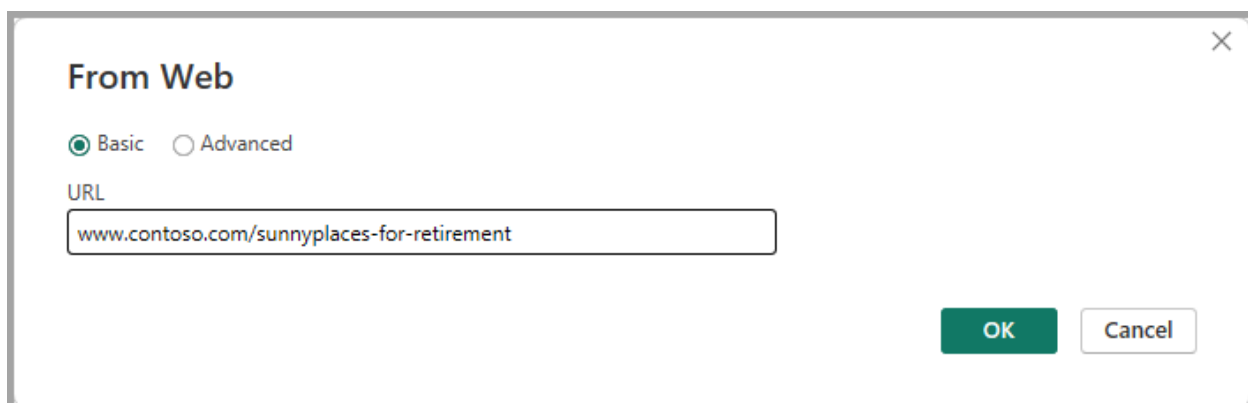 From Web
Basic Advanced
URL
www.contoso.com/sunnyplaces-for-retirement
OK Cancel